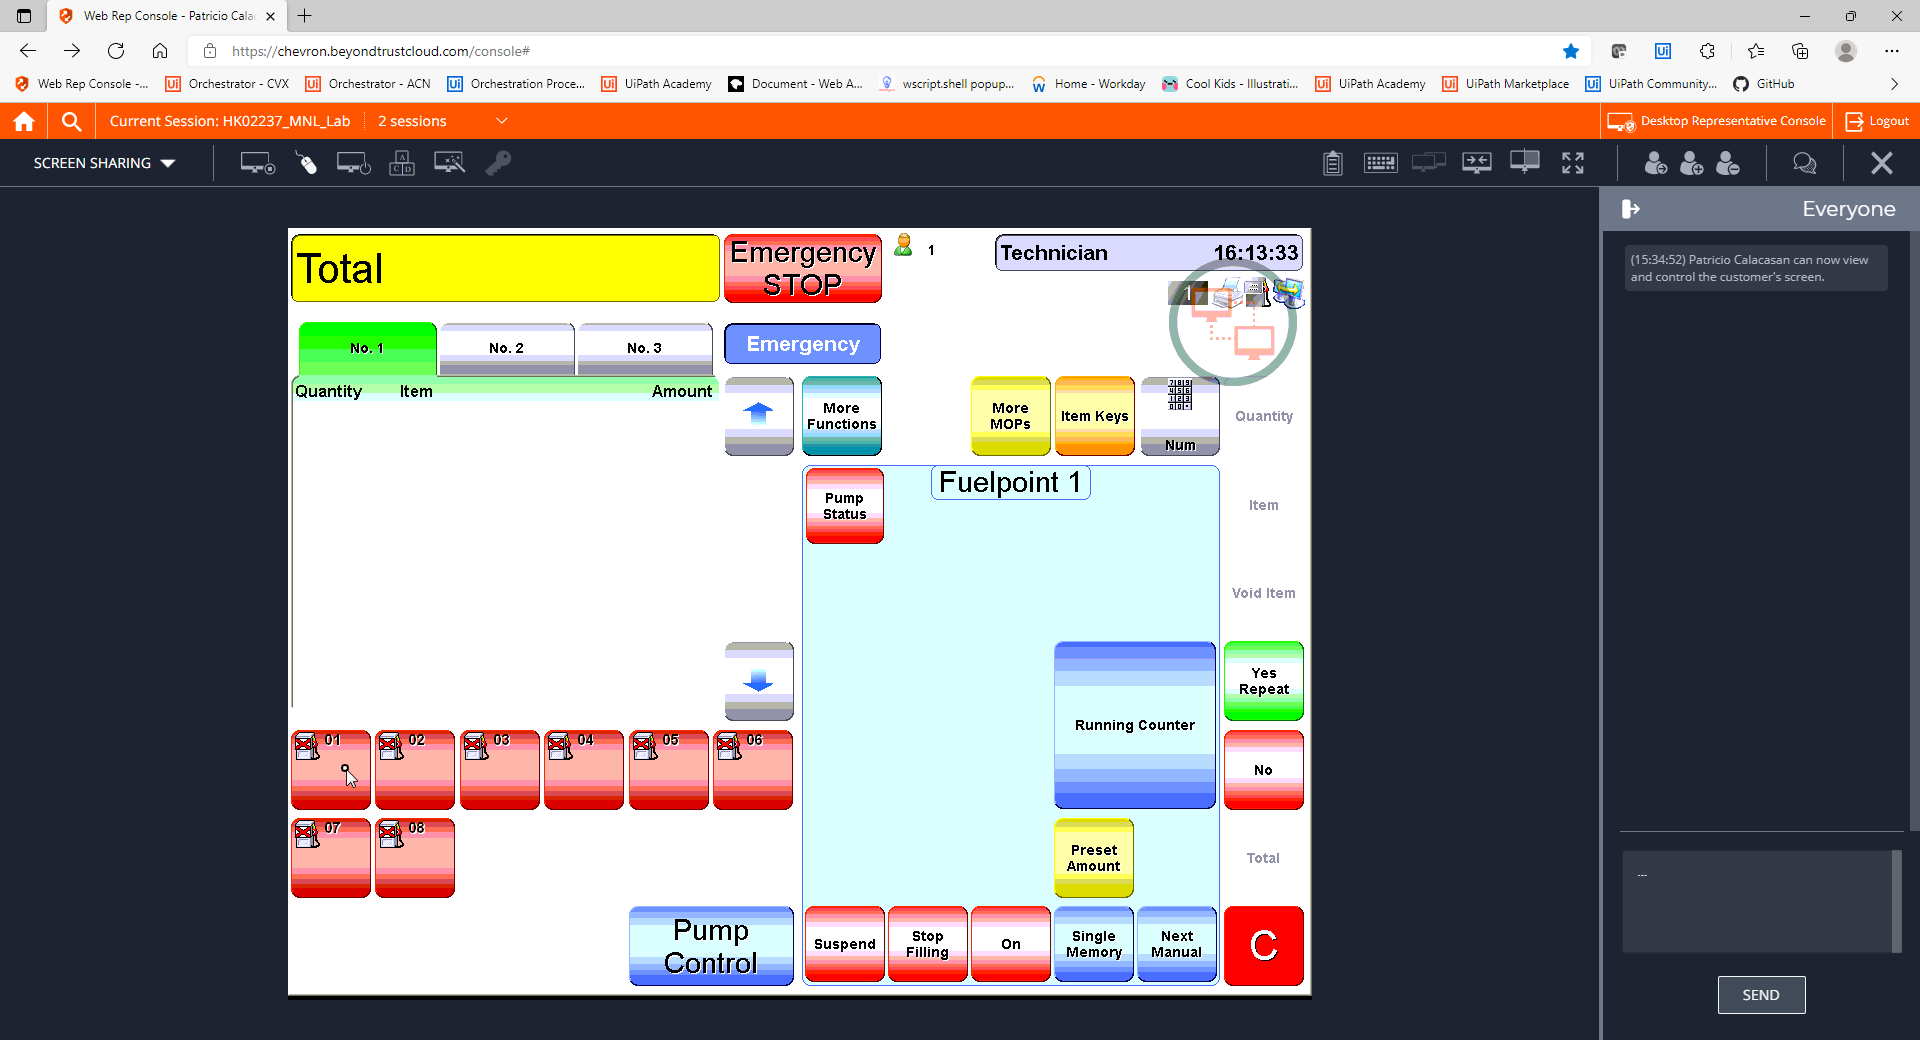 Web Rep Console - Patricio Cala
https://chevron.beyondtrustcloud.com/console#
Web Rep Console -...
Orchestrator - CVX
Orchestrator - ACN
Orchestration Proce...
UiPath Academy
Document - Web A...
wscript.shell popup...
Home - Workday
Cool Kids - Illustrati...
UiPath Academy
UiPath Marketplace
UiPath Community...
GitHub
Current Session: HK02237_MNL_Lab
2 sessions
Desktop Representative Console
Logout
SCREEN SHARING
Everyone
(15:34:52) Patricio Calacasan can now view
and control the customer's screen.
Total
Emergency
STOP
1
Technician
16:13:33
1
No. 1
No. 2
No. 3
Emergency
Quantity
Item
Amount
More
Functions
More
MOPs
Item Keys
Num
Quantity
Fuelpoint 1
Pump
Status
Item
Void Item
Yes
Repeat
Running Counter
01
02
03
04
05
06
No
07
08
Preset
Amount
Total
---
Pump
Control
Suspend
Stop
Filling
On
Single
Memory
Next
Manual
C
SEND